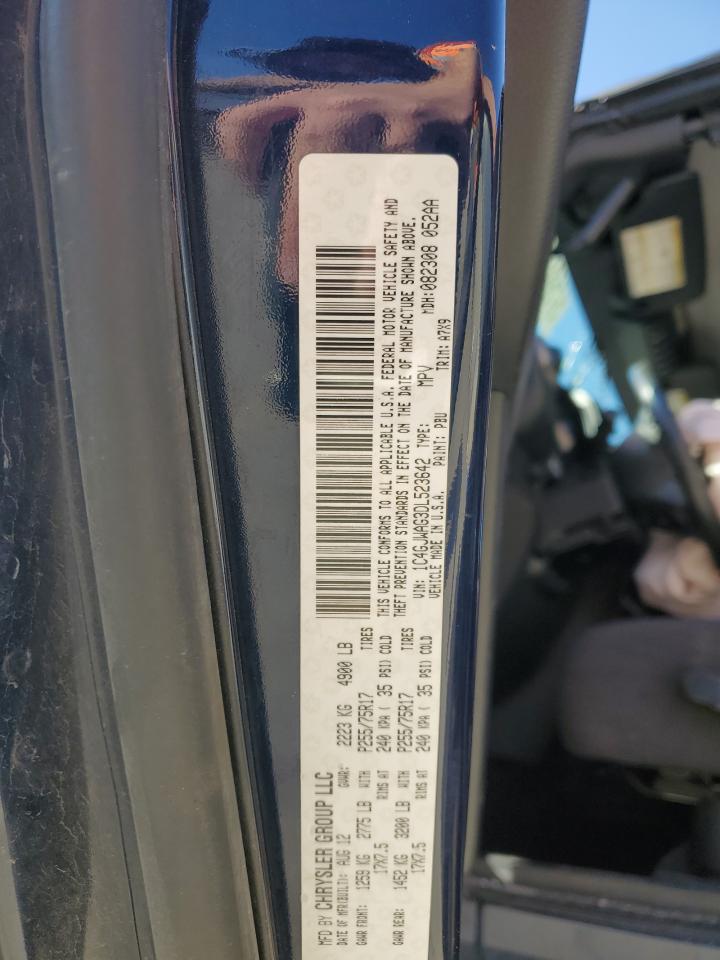 MFD BY CHRYSLER GROUP LLC
DATE OF MFR(BUILT): AUG 12 GVWR: 2223 KG 4900 LB
GAWR FRONT: 1259 KG 2775 LB WITH P255/75R17 TIRES
17X7.5 RIMS AT 240 KPA ( 35 PSI) COLD
GAWR REAR: 1452 KG 3200 LB WITH P255/75R17 TIRES
17X7.5 RIMS AT 240 KPA ( 35 PSI) COLD
THIS VEHICLE CONFORMS TO ALL APPLICABLE U.S.A. FEDERAL MOTOR VEHICLE SAFETY AND
THEFT PREVENTION STANDARDS IN EFFECT ON THE DATE OF MANUFACTURE SHOWN ABOVE.
VIN: 1C4GJWAG3DL523642 TYPE: MPV MDH:082308 052AA
VEHICLE MADE IN U.S.A. PAINT: PBU TRIM: A7X9